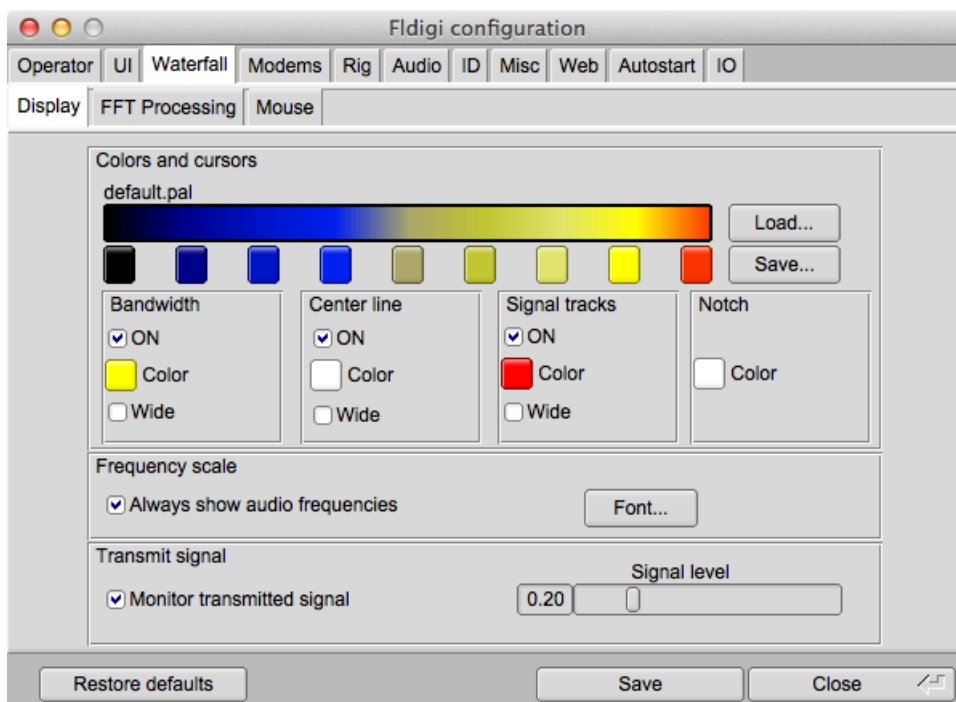 Fldigi configuration
Operator UI Waterfall Modems Rig Audio ID Misc Web Autostart IO
Display FFT Processing Mouse
Colors and cursors
default.pal
Load...
Save...
Bandwidth Center line Signal tracks Notch
ON ON ON
Color Color Color Color
Wide Wide Wide
Frequency scale
Always show audio frequencies Font...
Transmit signal
Signal level
Monitor transmitted signal 0.20
Restore defaults Save Close